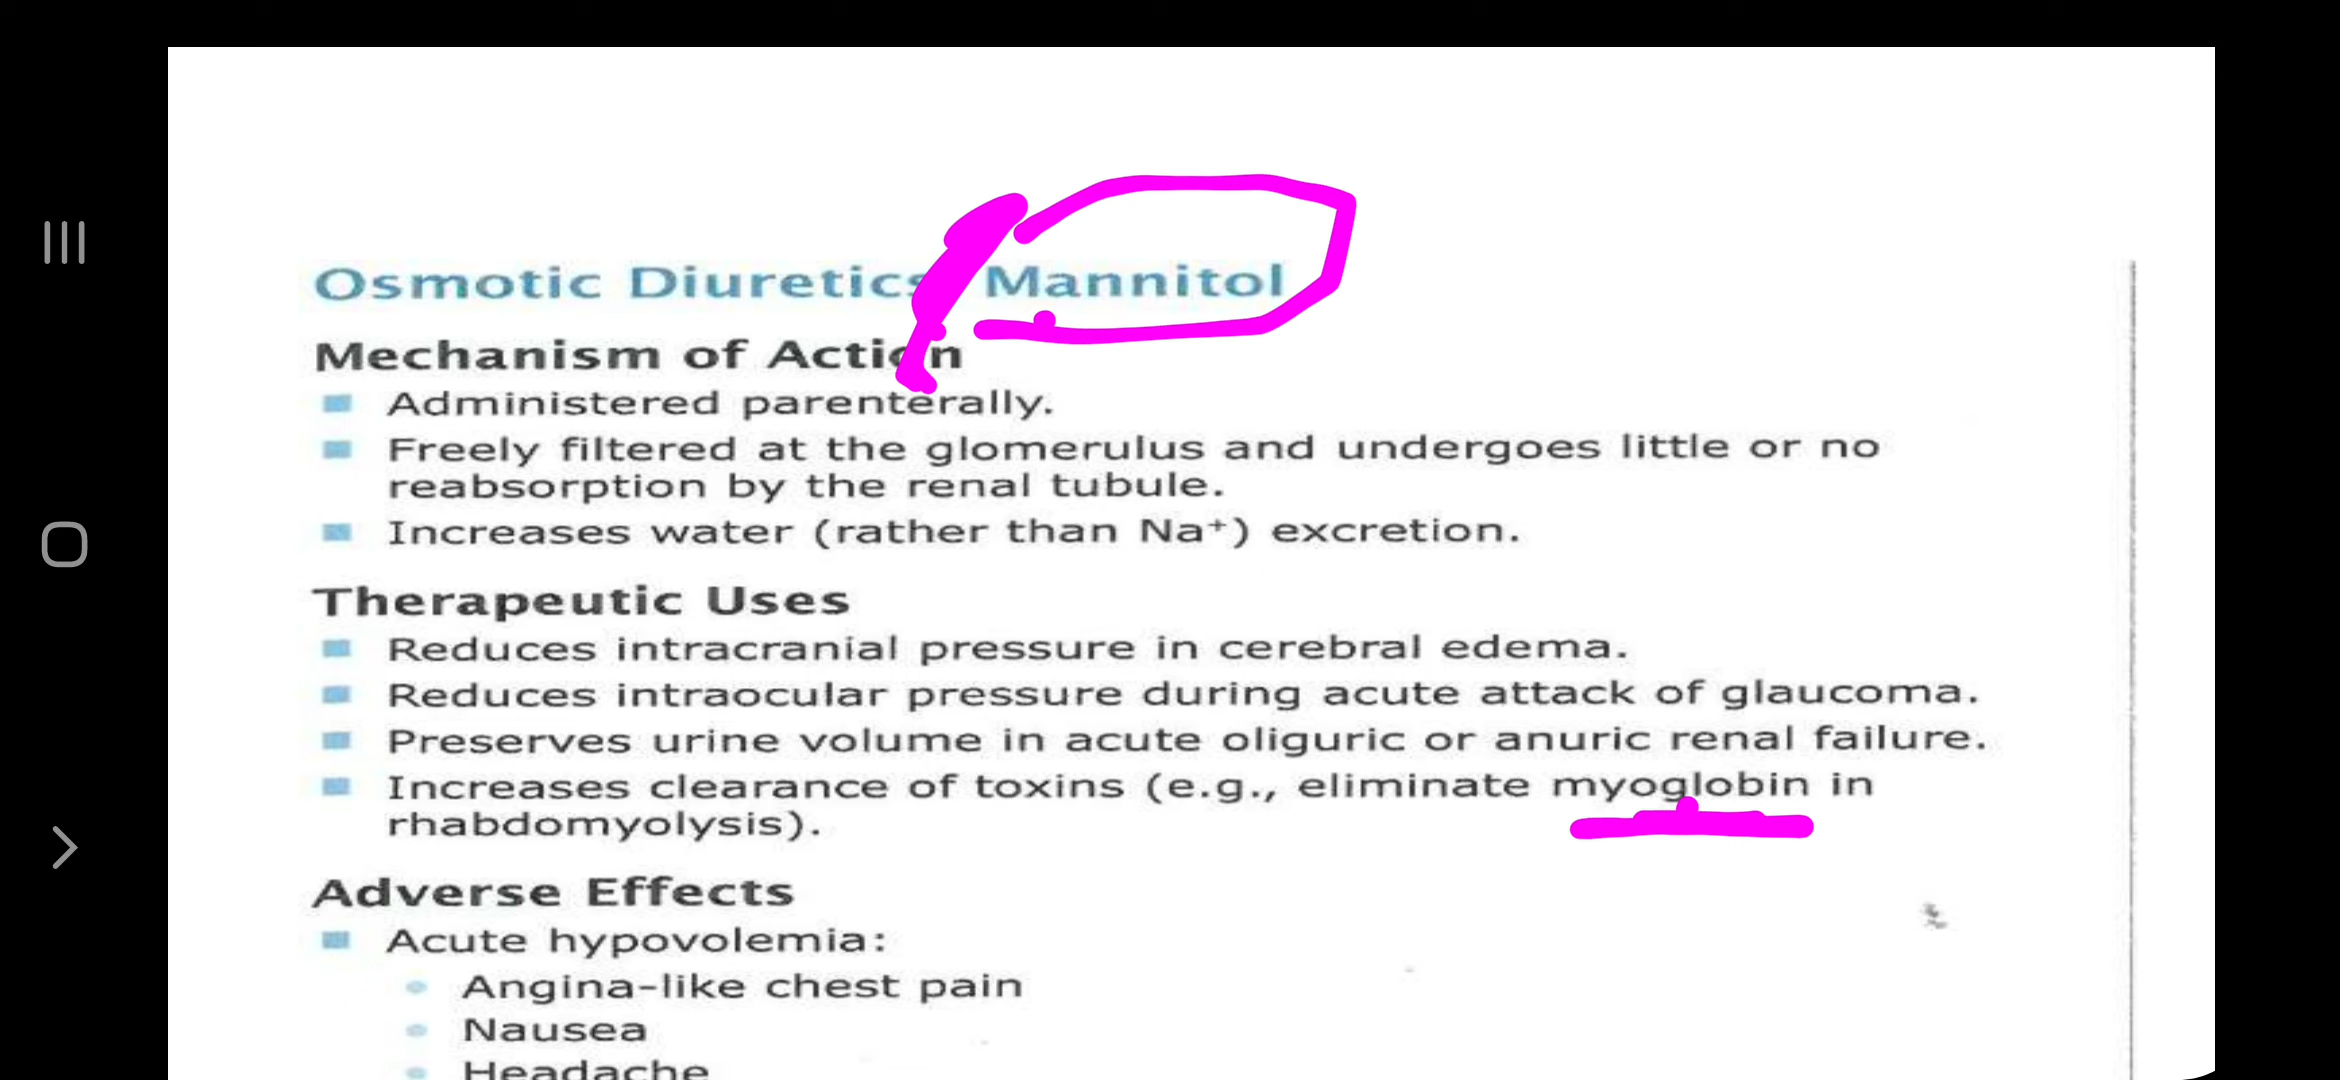 Osmotic Diuretics Mannitol
Mechanism of Action
Administered parenterally.
Freely filtered at the glomerulus and undergoes little or no
reabsorption by the renal tubule.
Increases water (rather than Na⁺) excretion.
Therapeutic Uses
Reduces intracranial pressure in cerebral edema.
Reduces intraocular pressure during acute attack of glaucoma.
Preserves urine volume in acute oliguric or anuric renal failure.
Increases clearance of toxins (e.g., eliminate myoglobin in
rhabdomyolysis).
Adverse Effects
Acute hypovolemia:
Angina-like chest pain
Nausea
Headache